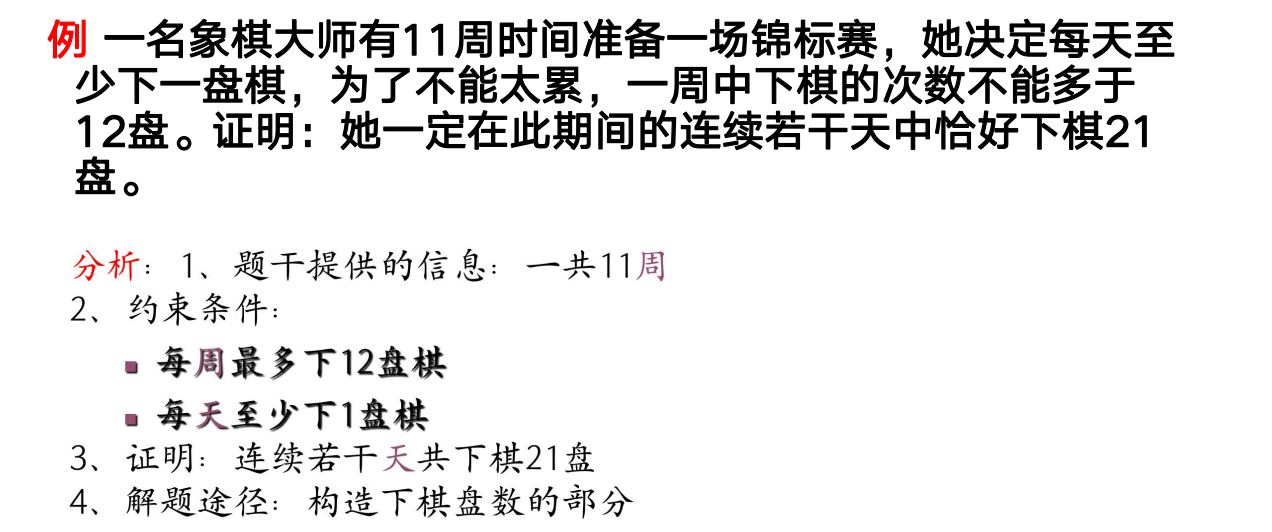 例 一名象棋大师有11周时间准备一场锦标赛，她决定每天至
少下一盘棋，为了不能太累，一周中下棋的次数不能多于
12盘。证明：她一定在此期间的连续若干天中恰好下棋21
盘。
分析：1、题干提供的信息：一共11周
2、约束条件：
每周最多下12盘棋
每天至少下1盘棋
3、证明：连续若干天共下棋21盘
4、解题途径：构造下棋盘数的部分